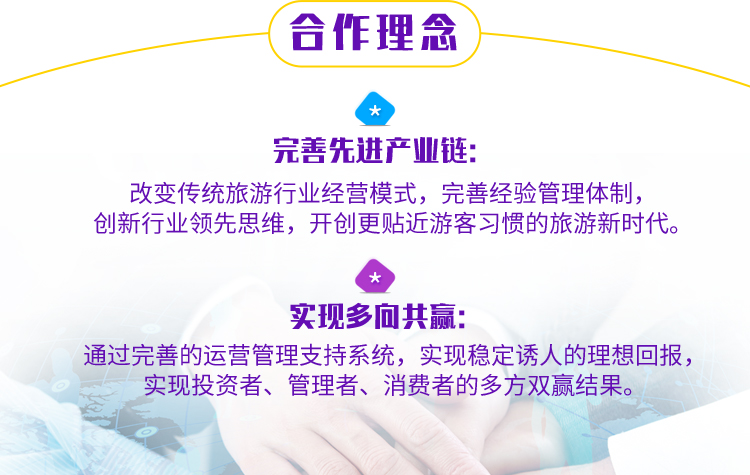 合作理念
完善先进产业链：
改变传统旅游行业经营模式，完善经验管理体制，
创新行业领先思维，开创更贴近游客习惯的旅游新时代。
实现多向共赢：
通过完善的运营管理支持系统，实现稳定诱人的理想回报，
实现投资者、管理者、消费者的多方双赢结果。